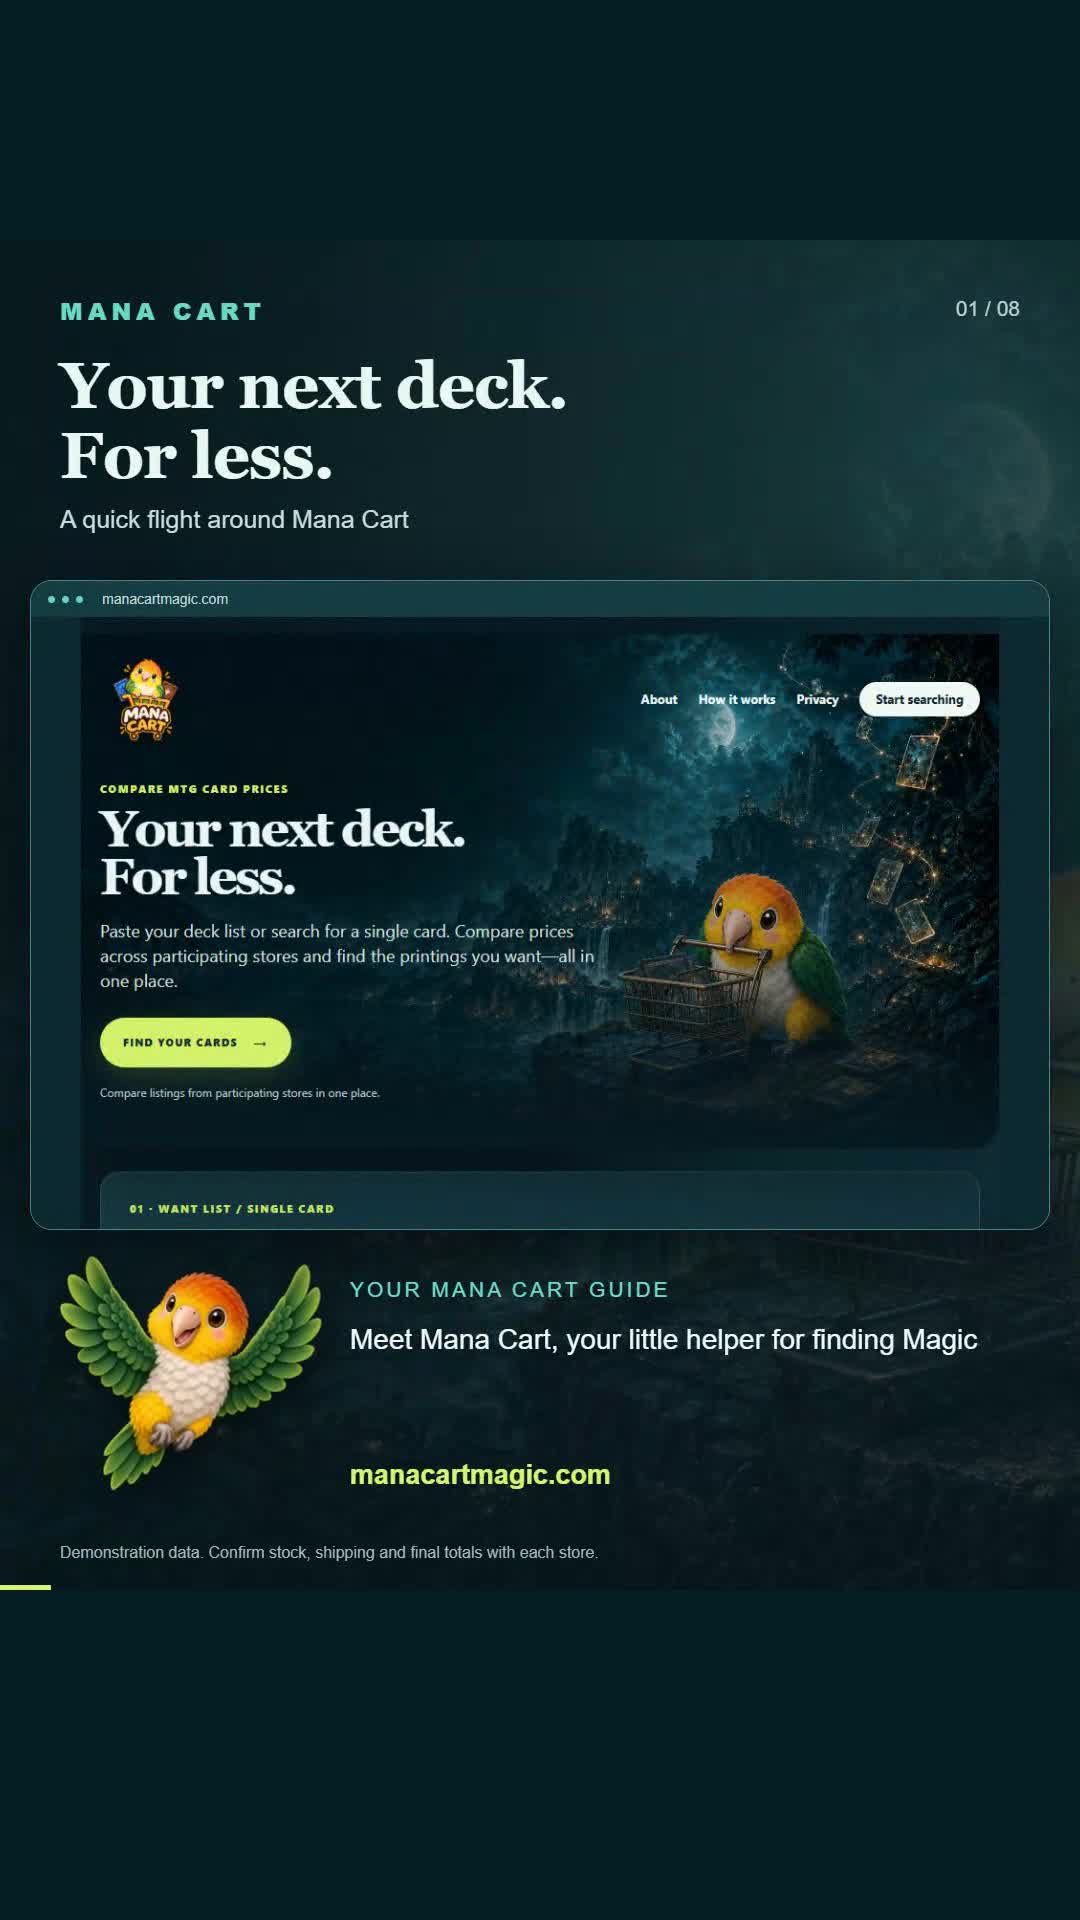 MANA CART
01 / 08
Your next deck.
For less.
A quick flight around Mana Cart
manacartmagic.com
MANA
CART
About
How it works
Privacy
Start searching
COMPARE MTG CARD PRICES
Your next deck.
For less.
Paste your deck list or search for a single card. Compare prices
across participating stores and find the printings you want—all in
one place.
FIND YOUR CARDS →
Compare listings from participating stores in one place.
01 · WANT LIST / SINGLE CARD
YOUR MANA CART GUIDE
Meet Mana Cart, your little helper for finding Magic
manacartmagic.com
Demonstration data. Confirm stock, shipping and final totals with each store.